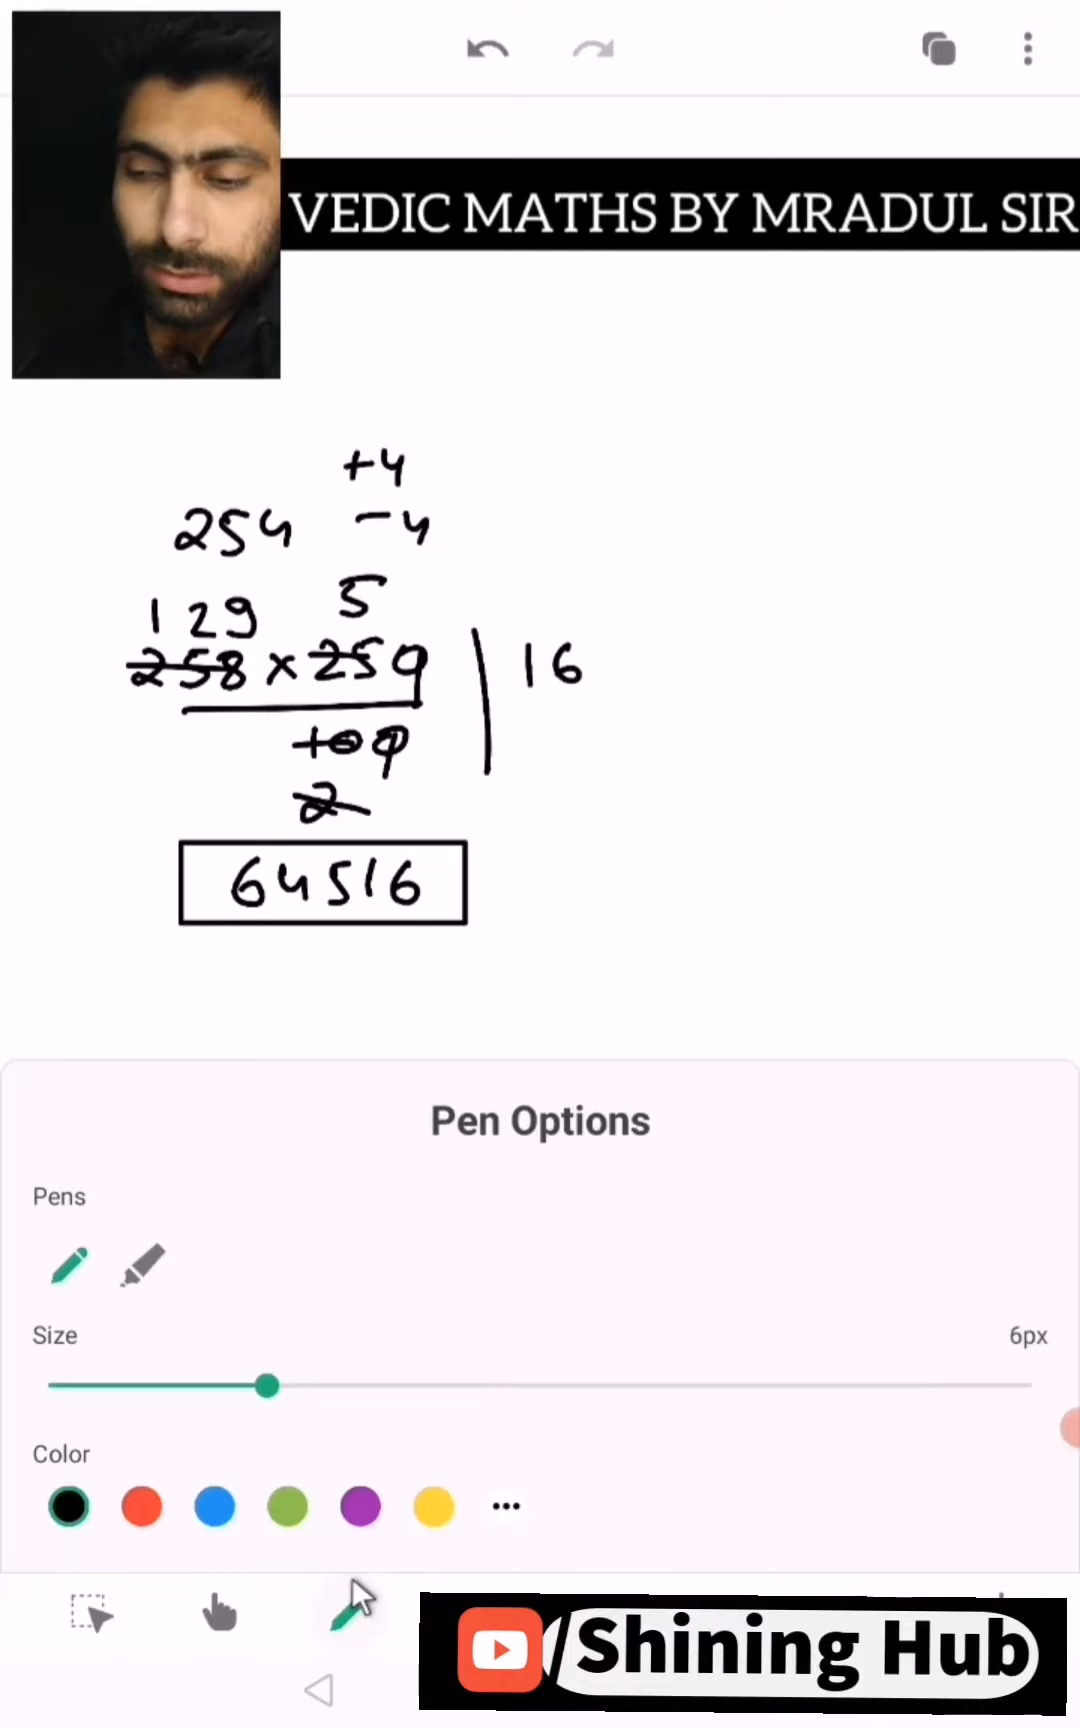 VEDIC MATHS BY MRADUL SIR
+4
254 -4
129 5
258 × 259 | 16
109
2
64516
Pen Options
Pens
Size 6px
Color
/Shining Hub